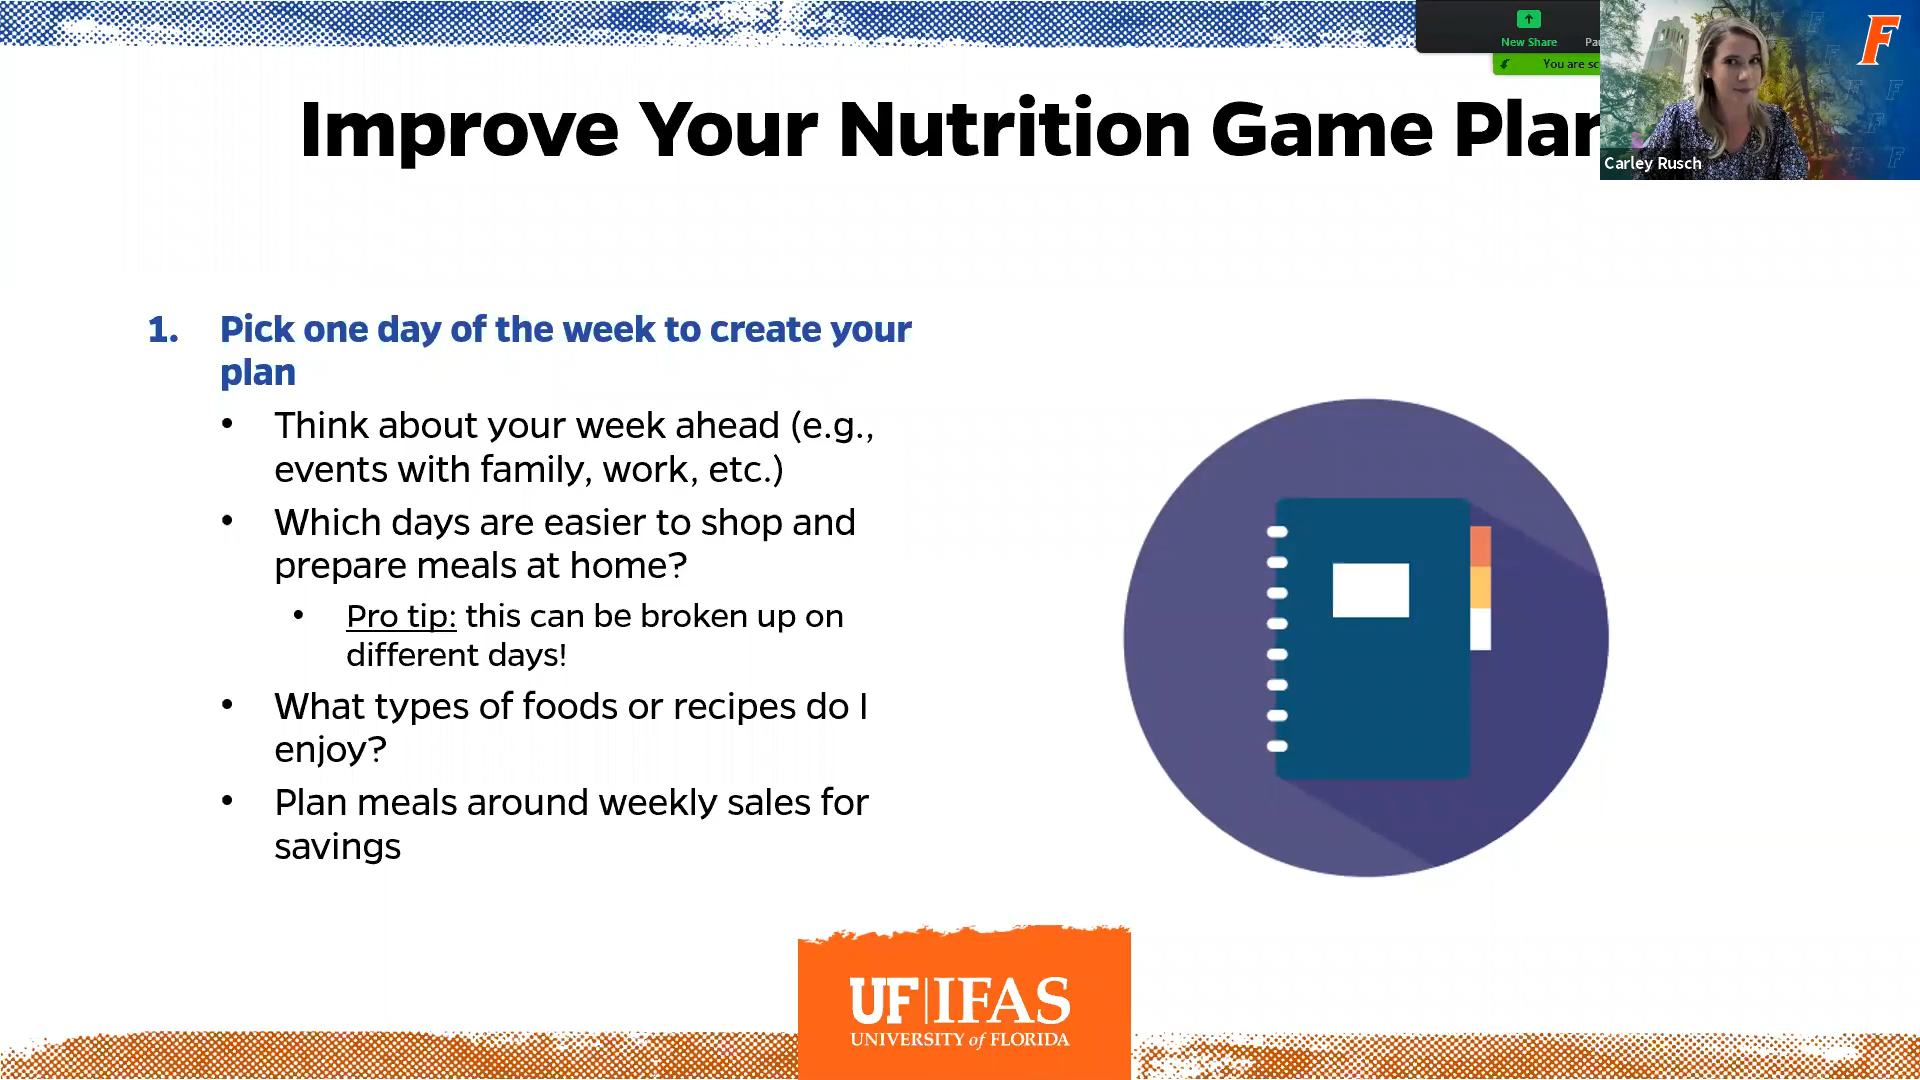 New Share
You are sc
Improve Your Nutrition Game Plan
Carley Rusch
1. Pick one day of the week to create your
plan
• Think about your week ahead (e.g.,
events with family, work, etc.)
• Which days are easier to shop and
prepare meals at home?
• Pro tip: this can be broken up on
different days!
• What types of foods or recipes do I
enjoy?
• Plan meals around weekly sales for
savings
UF|IFAS
UNIVERSITY of FLORIDA